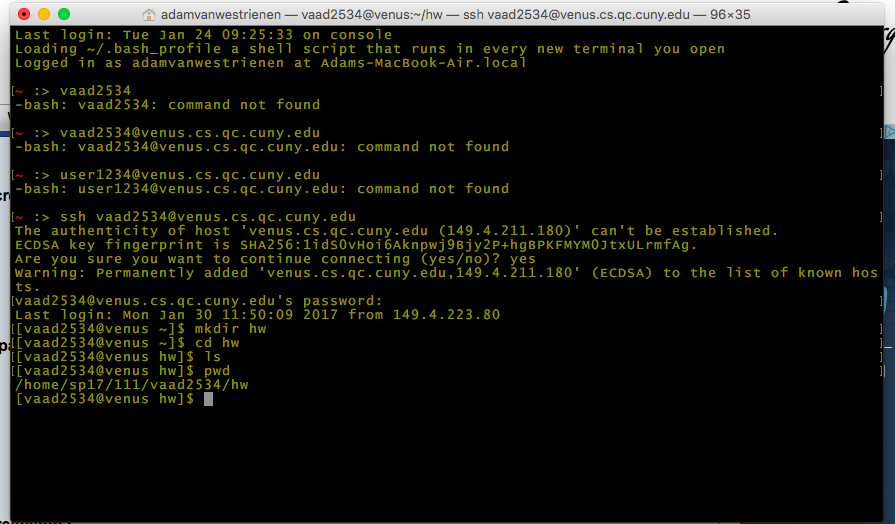 adamvanwestrienen — vaad2534@venus:~/hw — ssh vaad2534@venus.cs.qc.cuny.edu — 96×35
Last login: Tue Jan 24 09:25:33 on console
Loading ~/.bash_profile a shell script that runs in every new terminal you open
Logged in as adamvanwestrienen at Adams-MacBook-Air.local
[~ :> vaad2534 ]
-bash: vaad2534: command not found
[~ :> vaad2534@venus.cs.qc.cuny.edu ]
-bash: vaad2534@venus.cs.qc.cuny.edu: command not found
[~ :> user1234@venus.cs.qc.cuny.edu ]
-bash: user1234@venus.cs.qc.cuny.edu: command not found
[~ :> ssh vaad2534@venus.cs.qc.cuny.edu ]
The authenticity of host 'venus.cs.qc.cuny.edu (149.4.211.180)' can't be established.
ECDSA key fingerprint is SHA256:1idSOvHoi6Aknpwj9Bjy2P+hgBPKFMYM0JtxULrmfAg.
Are you sure you want to continue connecting (yes/no)? yes
Warning: Permanently added 'venus.cs.qc.cuny.edu,149.4.211.180' (ECDSA) to the list of known hos
ts.
[vaad2534@venus.cs.qc.cuny.edu's password: ]
Last login: Mon Jan 30 11:50:09 2017 from 149.4.223.80
[[vaad2534@venus ~]$ mkdir hw ]
[[vaad2534@venus ~]$ cd hw ]
[[vaad2534@venus hw]$ ls ]
[[vaad2534@venus hw]$ pwd ]
/home/sp17/111/vaad2534/hw
[vaad2534@venus hw]$